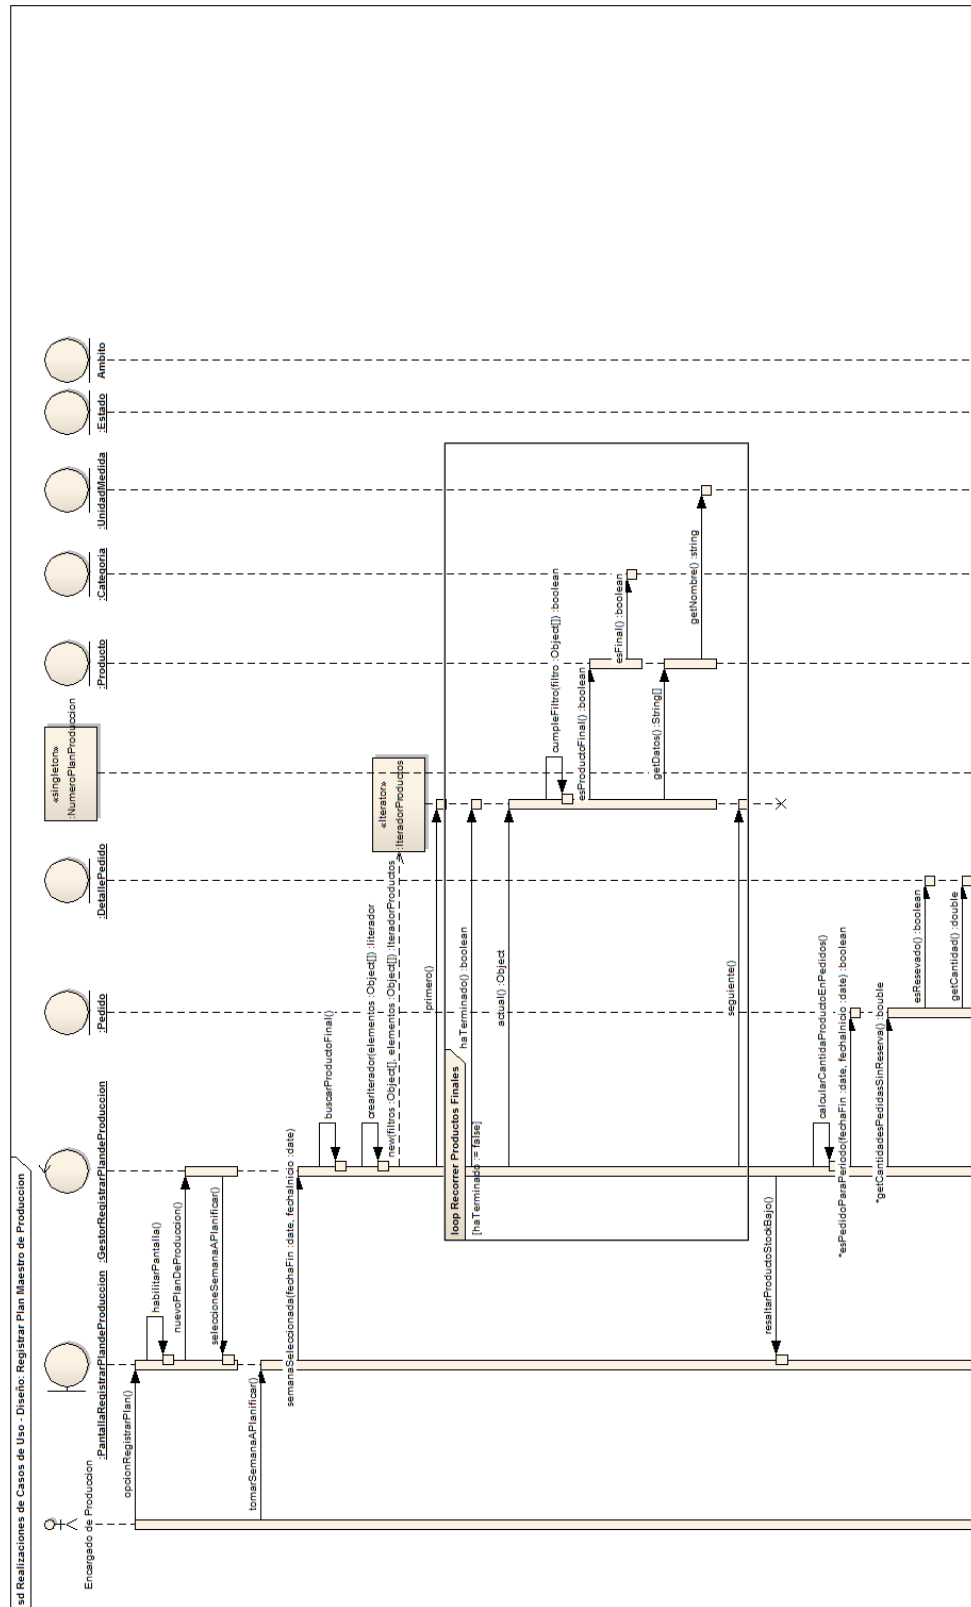 sd Realizaciones de Casos de Uso - Diseño: Registrar Plan Maestro de Produccion
Encargado de Produccion
:PantallaRegistrarPlandeProduccion
:GestorRegistrarPlandeProduccion
:Pedido
:DetallePedido
«singleton»
:NumeroPlanProduccion
:Producto
:Categoria
:UnidadMedida
:Estado
Ambito
opcionRegistrarPlan()
habilitarPantalla()
nuevoPlanDeProduccion()
seleccioneSemanaAPlanificar()
tomarSemanaAPlanificar()
semanaSeleccionada(fechaFin :date, fechaInicio :date)
buscarProductoFinal()
crearIterador(elementos :Object[]) :Iiterador
new(filtros :Object[], elementos :Object[]) :IteradorProductos
«Iterator»
:IteradorProductos
primero()
loop Recorrer Productos Finales
[haTerminado := false]
haTerminado() :boolean
actual() :Object
cumpleFiltro(filtro :Object[]) :boolean
esProductoFinal() :boolean
esFinal() :boolean
getDatos() :String[]
getNombre() :string
seguiente()
resaltarProductoStockBajo()
calcularCantidaProductoEnPedidos()
*esPedidoParaPeriodo(fechaFin :date, fechaInicio :date) :boolean
*getCantidadesPedidasSinReserva() :double
esResevado() :boolean
getCantidad() :double